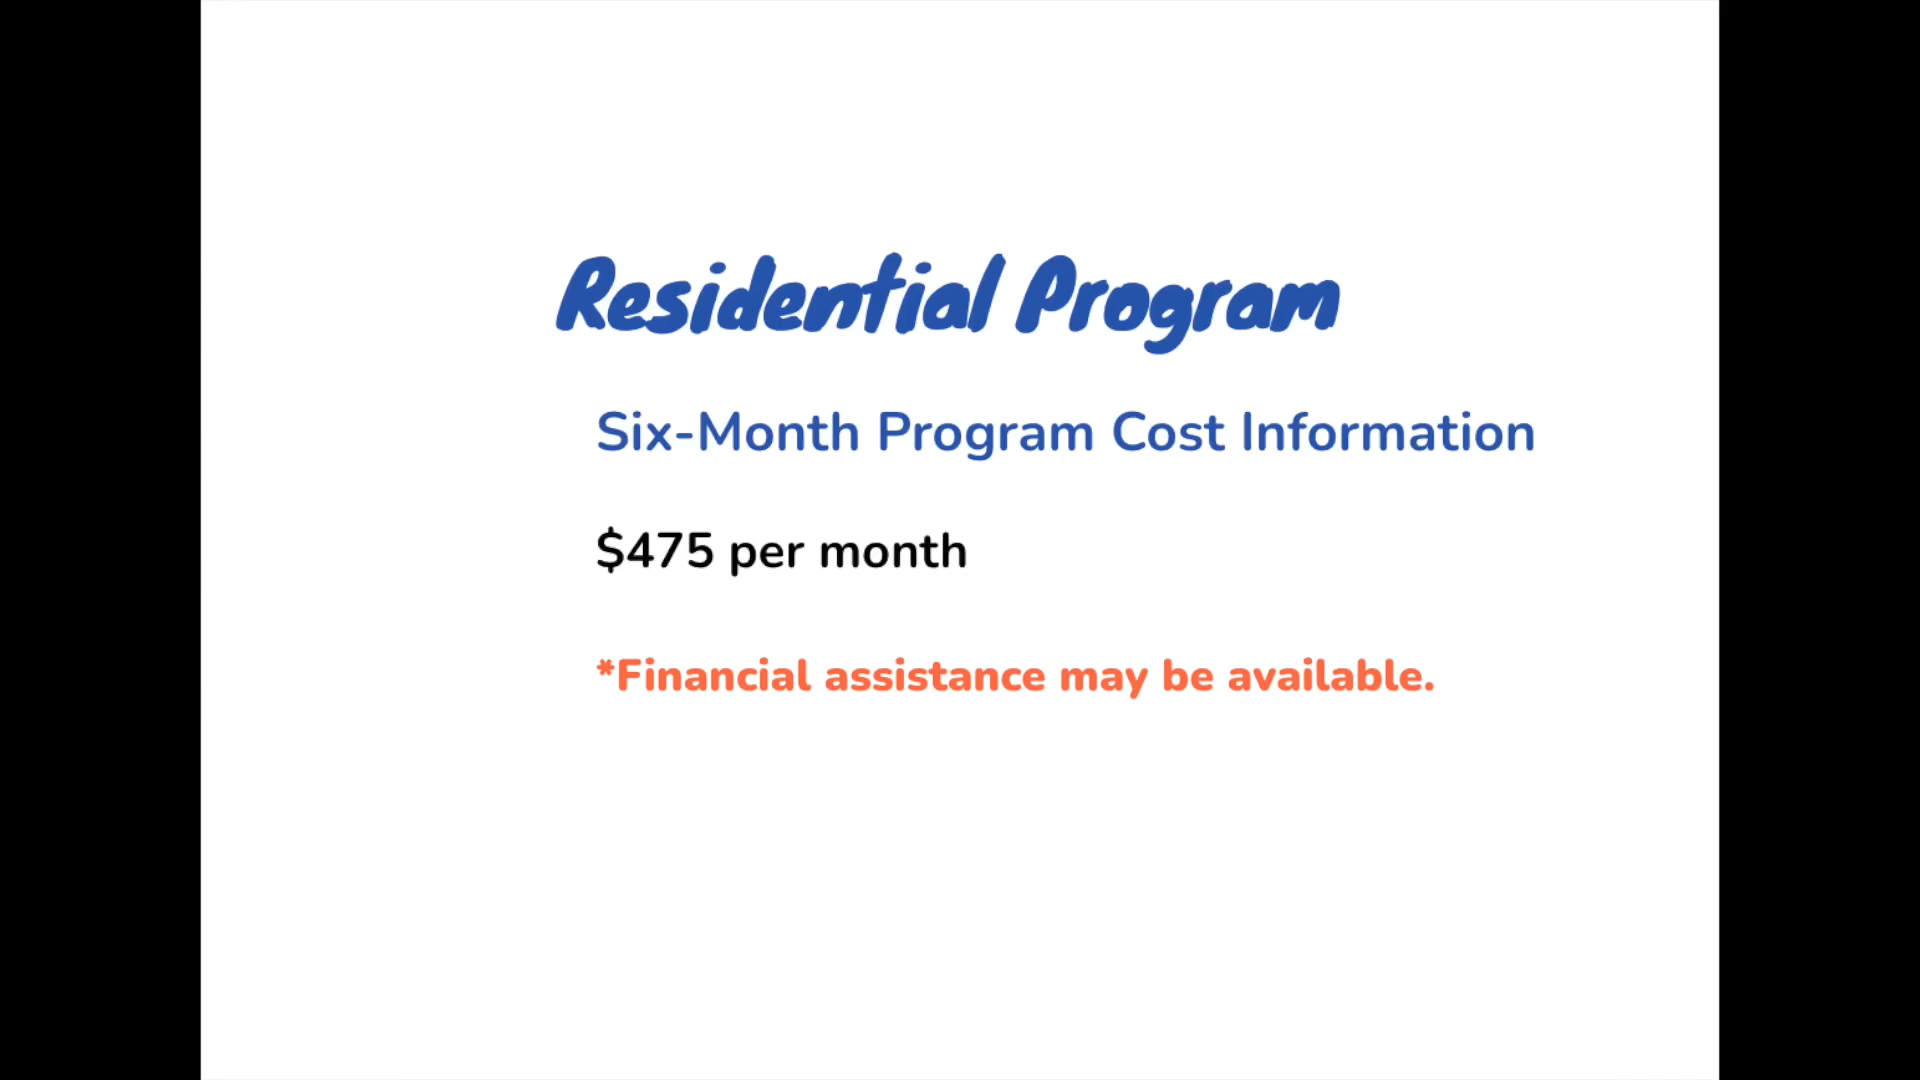 Residential Program
Six-Month Program Cost Information
$475 per month
*Financial assistance may be available.